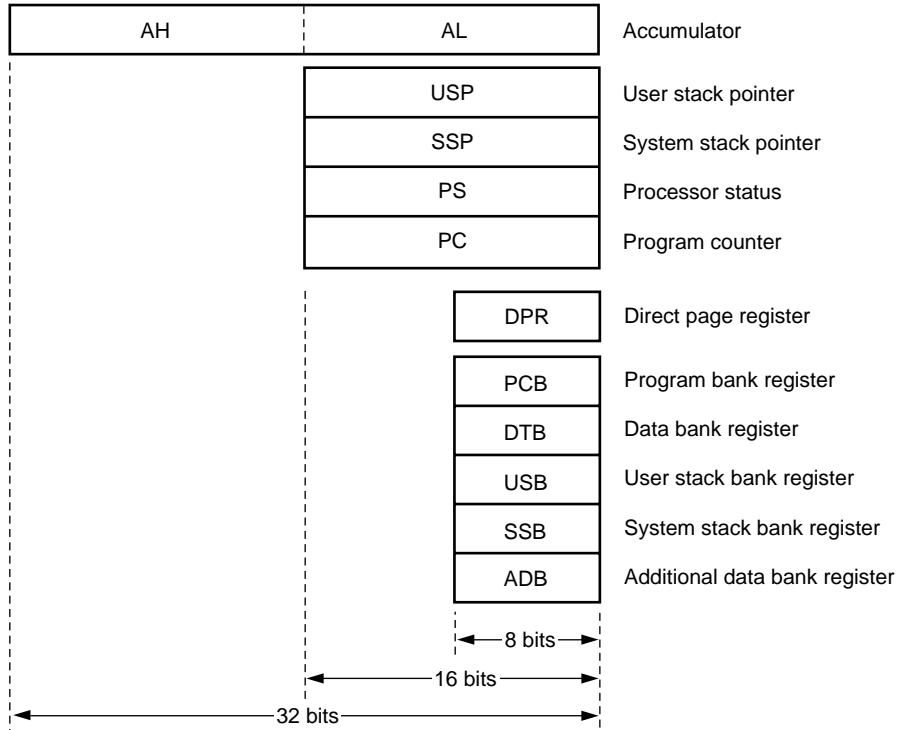 AH AL Accumulator
USP User stack pointer
SSP System stack pointer
PS Processor status
PC Program counter
DPR Direct page register
PCB Program bank register
DTB Data bank register
USB User stack bank register
SSB System stack bank register
ADB Additional data bank register
8 bits
16 bits
32 bits